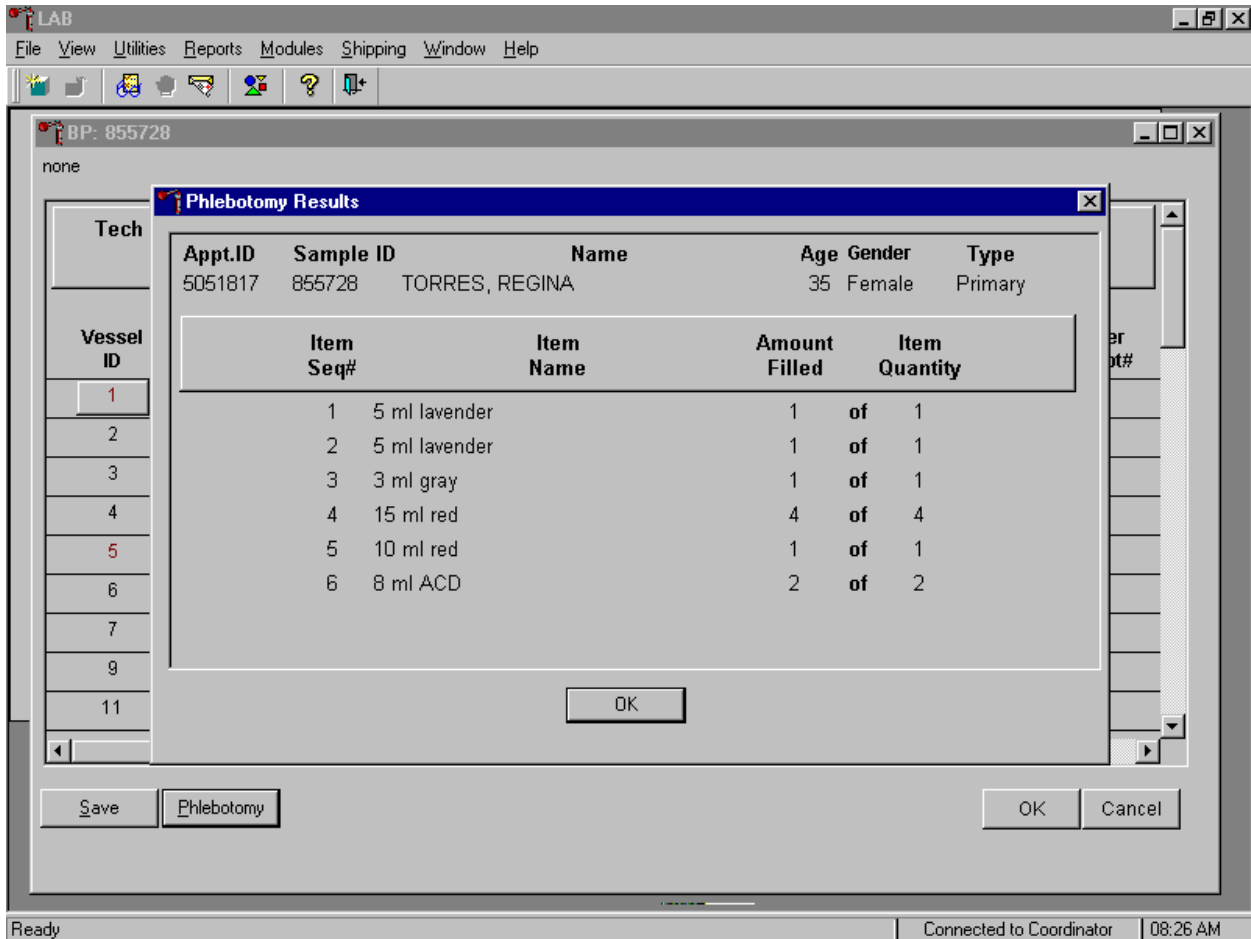 LAB
File View Utilities Reports Modules Shipping Window Help
BP: 855728
none
Phlebotomy Results
Tech
Appt.ID Sample ID Name Age Gender Type
5051817 855728 TORRES, REGINA 35 Female Primary
Vessel ID
Item Seq# Item Name Amount Filled Item Quantity
1 5 ml lavender 1 of 1
2 5 ml lavender 1 of 1
3 3 ml gray 1 of 1
4 15 ml red 4 of 4
5 10 ml red 1 of 1
6 8 ml ACD 2 of 2
1
2
3
4
5
6
7
9
11
OK
Save Phlebotomy OK Cancel
Ready Connected to Coordinator 08:26 AM